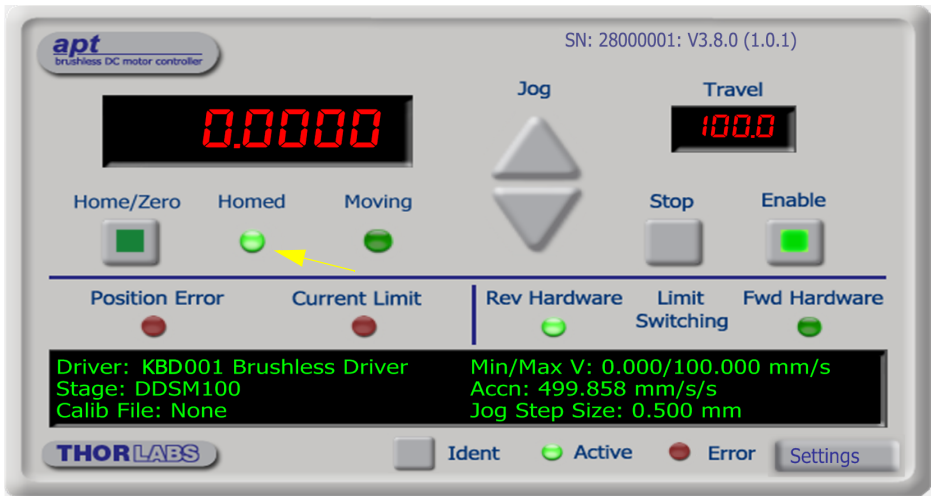 apt
brushless DC motor controller
SN: 28000001: V3.8.0 (1.0.1)
Jog
Travel
0.0000
100.0
Home/Zero
Homed
Moving
Stop
Enable
Position Error
Current Limit
Rev Hardware
Limit
Switching
Fwd Hardware
Driver: KBD001 Brushless Driver
Stage: DDSM100
Calib File: None
Min/Max V: 0.000/100.000 mm/s
Accn: 499.858 mm/s/s
Jog Step Size: 0.500 mm
THORLABS
Ident
Active
Error
Settings